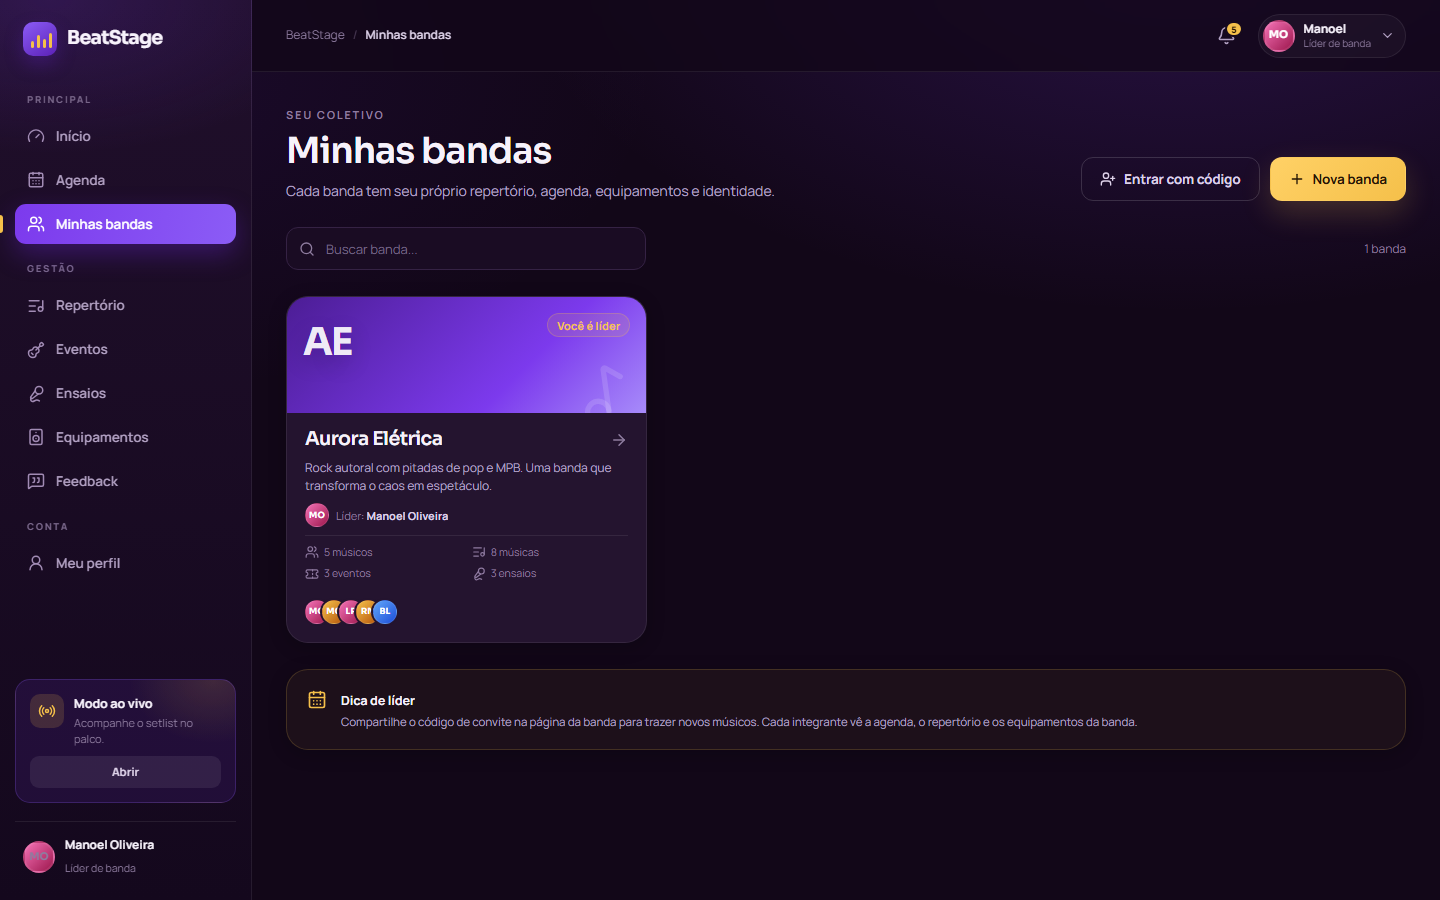 BeatStage
PRINCIPAL
Início
Agenda
Minhas bandas
GESTÃO
Repertório
Eventos
Ensaios
Equipamentos
Feedback
CONTA
Meu perfil
Modo ao vivo
Acompanhe o setlist no
palco.
Abrir
MO
Manoel Oliveira
Líder de banda
BeatStage / Minhas bandas
5
MO
Manoel
Líder de banda
SEU COLETIVO
Minhas bandas
Cada banda tem seu próprio repertório, agenda, equipamentos e identidade.
Entrar com código
Nova banda
Buscar banda...
1 banda
AE
Você é líder
Aurora Elétrica
Rock autoral com pitadas de pop e MPB. Uma banda que
transforma o caos em espetáculo.
MO
Líder: Manoel Oliveira
5 músicos
8 músicas
3 eventos
3 ensaios
BL
Dica de líder
Compartilhe o código de convite na página da banda para trazer novos músicos. Cada integrante vê a agenda, o repertório e os equipamentos da banda.